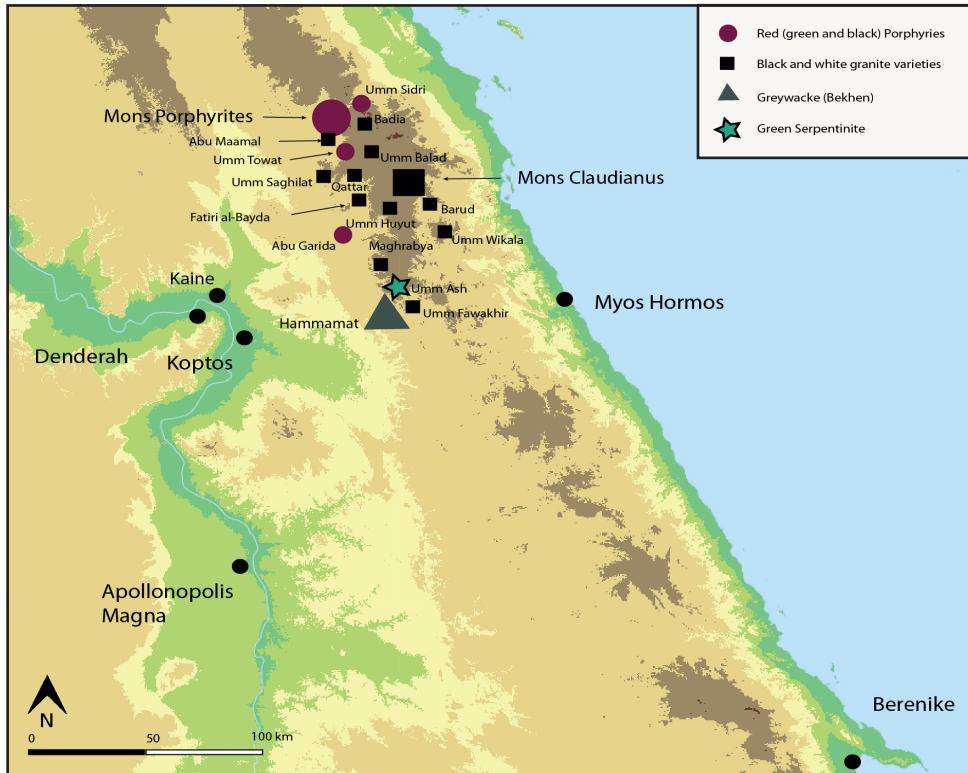 Red (green and black) Porphyries
Black and white granite varieties
Greywacke (Bekhen)
Green Serpentinite
Umm Sidri
Mons Porphyrites
Badia
Abu Maamal
Umm Towat
Umm Balad
Umm Saghilat
Qattar
Mons Claudianus
Fatiri al-Bayda
Barud
Umm Huyut
Umm Wikala
Abu Garida
Maghrabya
Kaine
Umm Ash
Myos Hormos
Umm Fawakhir
Hammamat
Denderah
Koptos
Apollonopolis
Magna
Berenike
N
0 50 100 km